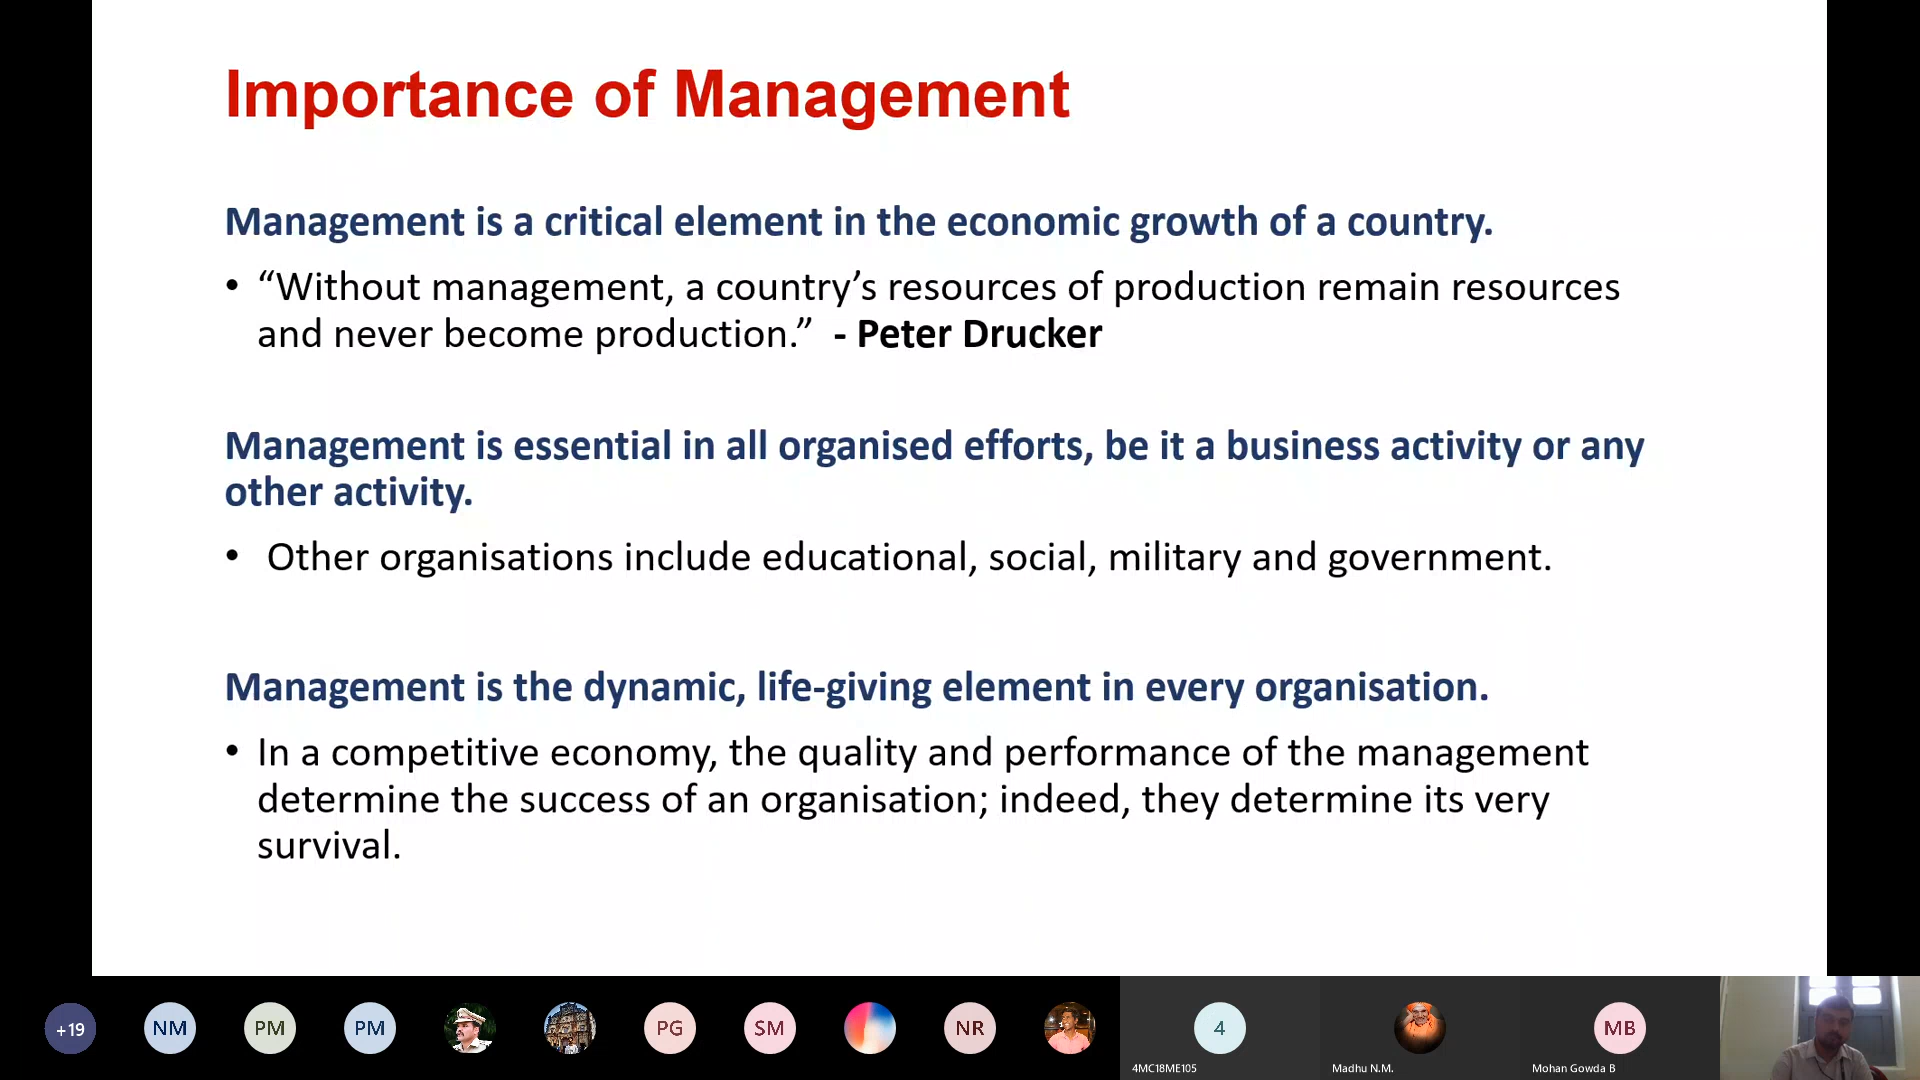 Importance of Management
Management is a critical element in the economic growth of a country.
• “Without management, a country’s resources of production remain resources
and never become production.”  - Peter Drucker
Management is essential in all organised efforts, be it a business activity or any
other activity.
• Other organisations include educational, social, military and government.
Management is the dynamic, life-giving element in every organisation.
• In a competitive economy, the quality and performance of the management
determine the success of an organisation; indeed, they determine its very
survival.
+19
NM
PM
PM
PG
SM
NR
4
MB
4MC18ME105
Madhu N.M.
Mohan Gowda B